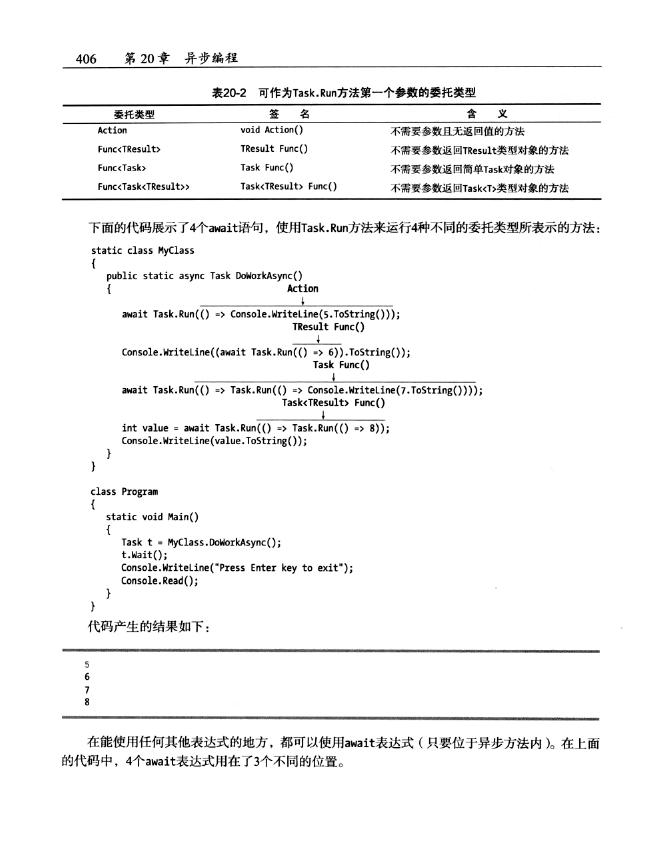 406 第20章 异步编程
表20-2 可作为Task.Run方法第一个参数的委托类型
委托类型 签 名 含 义
Action void Action() 不需要参数且无返回值的方法
Func<TResult> TResult Func() 不需要参数返回TResult类型对象的方法
Func<Task> Task Func() 不需要参数返回简单Task对象的方法
Func<Task<TResult>> Task<TResult> Func() 不需要参数返回Task<T>类型对象的方法
下面的代码展示了4个await语句，使用Task.Run方法来运行4种不同的委托类型所表示的方法：
static class MyClass
{
public static async Task DoWorkAsync()
{ Action
↓
await Task.Run(() => Console.WriteLine(5.ToString()));
TResult Func()
↓
Console.WriteLine((await Task.Run(() => 6)).ToString());
Task Func()
↓
await Task.Run(() => Task.Run(() => Console.WriteLine(7.ToString())));
Task<TResult> Func()
↓
int value = await Task.Run(() => Task.Run(() => 8));
Console.WriteLine(value.ToString());
}
}
class Program
{
static void Main()
{
Task t = MyClass.DoWorkAsync();
t.Wait();
Console.WriteLine("Press Enter key to exit");
Console.Read();
}
}
代码产生的结果如下：
5
6
7
8
在能使用任何其他表达式的地方，都可以使用await表达式（只要位于异步方法内）。在上面
的代码中，4个await表达式用在了3个不同的位置。